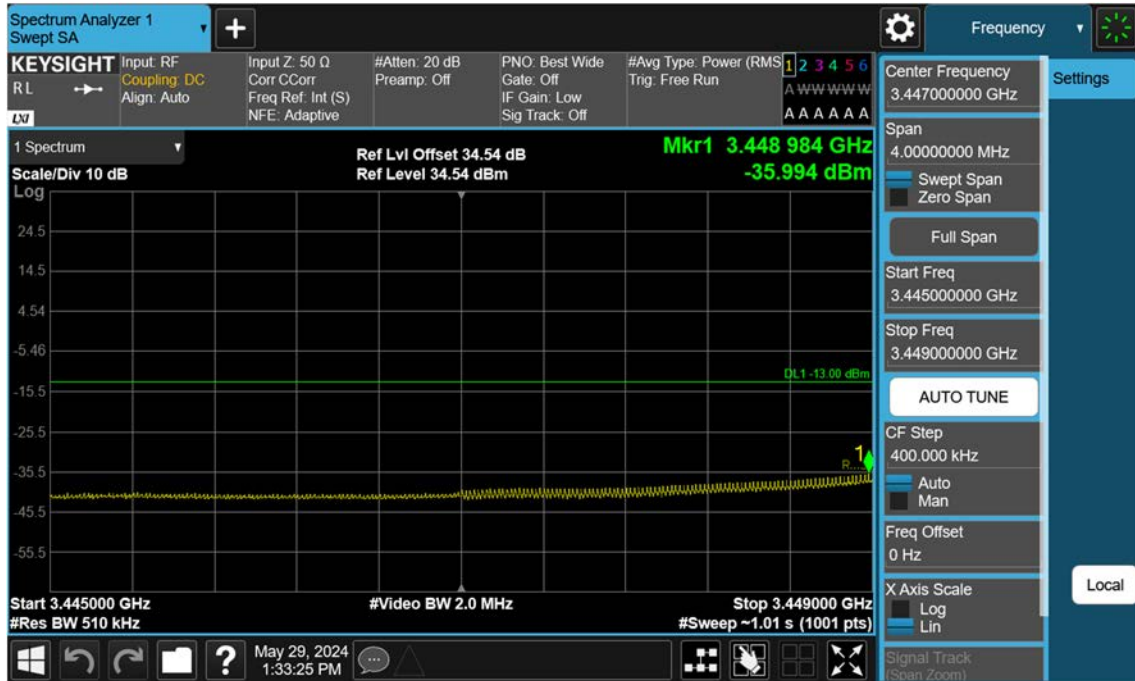 Spectrum Analyzer 1
Swept SA
+
Frequency
KEYSIGHT
R L
LXI
Input: RF
Coupling: DC
Align: Auto
Input Z: 50 Ω
Corr CCorr
Freq Ref: Int (S)
NFE: Adaptive
#Atten: 20 dB
Preamp: Off
PNO: Best Wide
Gate: Off
IF Gain: Low
Sig Track: Off
#Avg Type: Power (RMS
Trig: Free Run
1 2 3 4 5 6
A W W W W W
A A A A A A
1 Spectrum
Scale/Div 10 dB
Ref Lvl Offset 34.54 dB
Ref Level 34.54 dBm
Mkr1 3.448 984 GHz
-35.994 dBm
Log
24.5
14.5
4.54
-5.46
-15.5
-25.5
-35.5
-45.5
-55.5
DL1 -13.00 dBm
1
Start 3.445000 GHz
#Res BW 510 kHz
#Video BW 2.0 MHz
Stop 3.449000 GHz
#Sweep ~1.01 s (1001 pts)
Center Frequency
3.447000000 GHz
Settings
Span
4.00000000 MHz
Swept Span
Zero Span
Full Span
Start Freq
3.445000000 GHz
Stop Freq
3.449000000 GHz
AUTO TUNE
CF Step
400.000 kHz
Auto
Man
Freq Offset
0 Hz
X Axis Scale
Log
Lin
Local
Signal Track
(Span Zoom)
?
May 29, 2024
1:33:25 PM